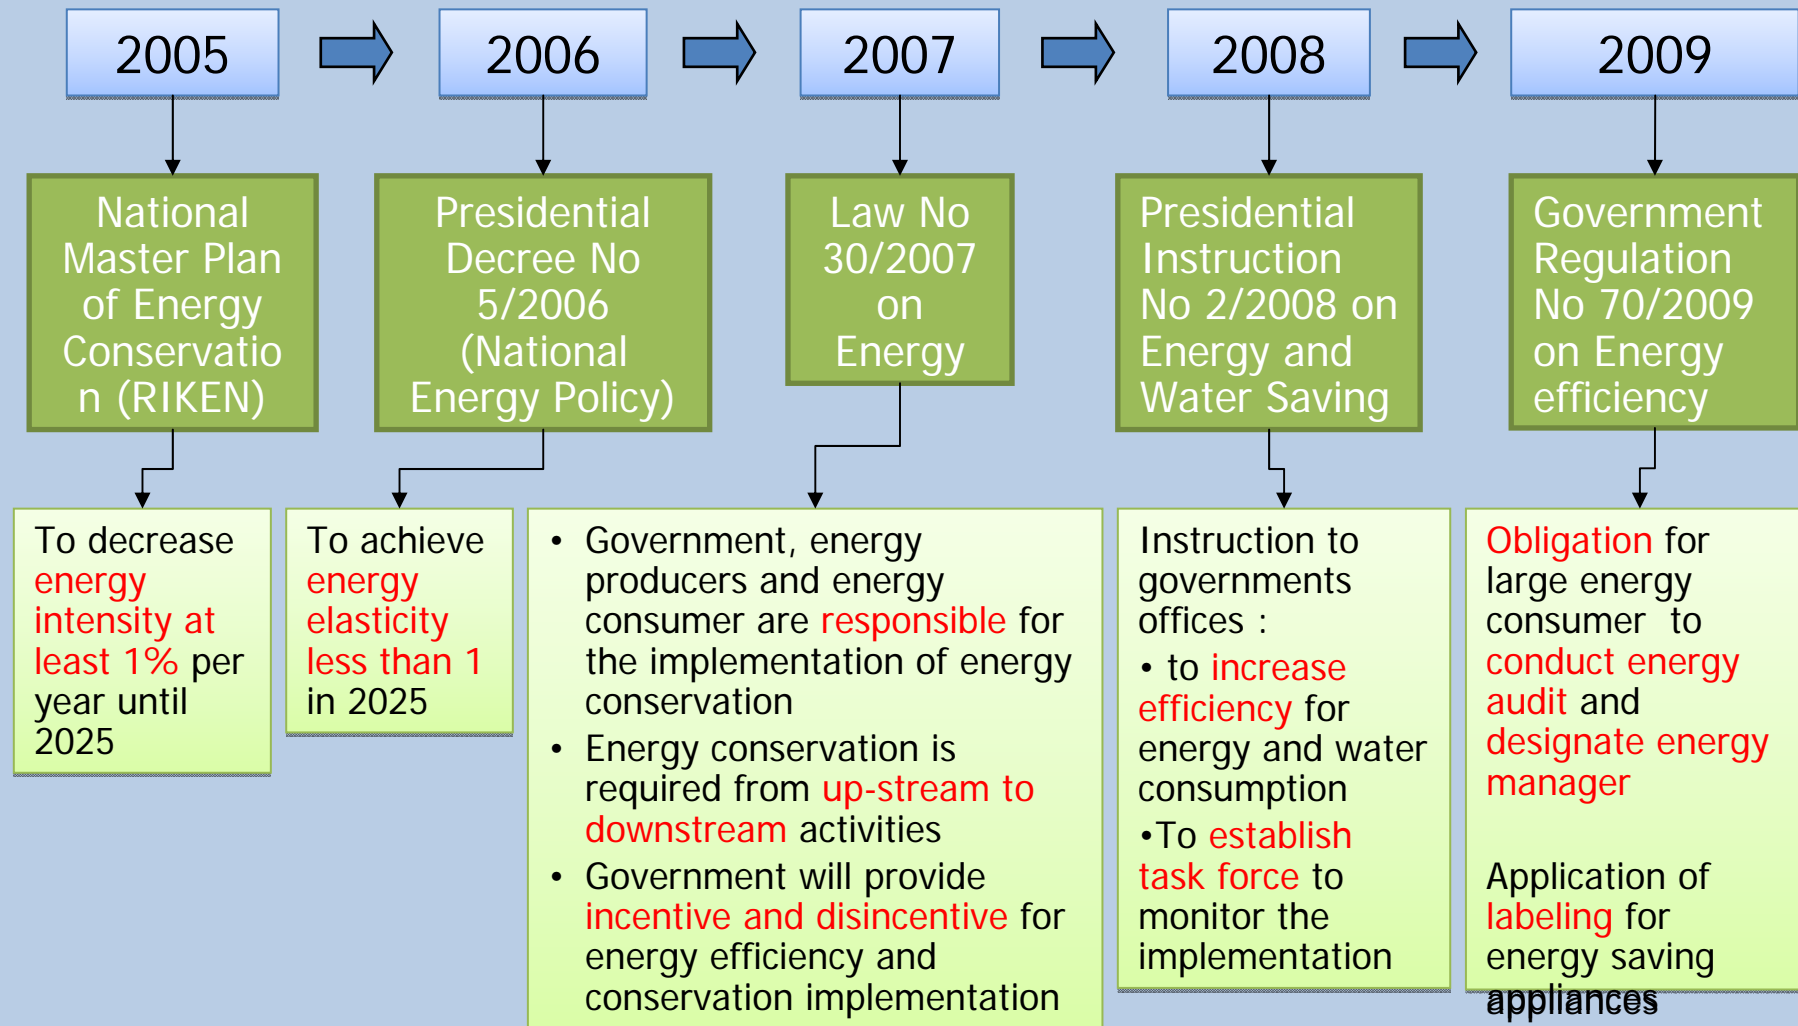 2005
2006
2007
2008
2009
National
Master Plan
of Energy
Conservatio
n (RIKEN)
Presidential
Decree No
5/2006
(National
Energy Policy)
Law No
30/2007
on
Energy
Presidential
Instruction
No 2/2008 on
Energy and
Water Saving
Government
Regulation
No 70/2009
on Energy
efficiency
To decrease
energy
intensity at
least 1% per
year until
2025
To achieve
energy
elasticity
less than 1
in 2025
• Government, energy
producers and energy
consumer are responsible for
the implementation of energy
conservation
• Energy conservation is
required from up-stream to
downstream activities
• Government will provide
incentive and disincentive for
energy efficiency and
conservation implementation
Instruction to
governments
offices :
• to increase
efficiency for
energy and water
consumption
•To establish
task force to
monitor the
implementation
Obligation for
large energy
consumer to
conduct energy
audit and
designate energy
manager
Application of
labeling for
energy saving
appliances